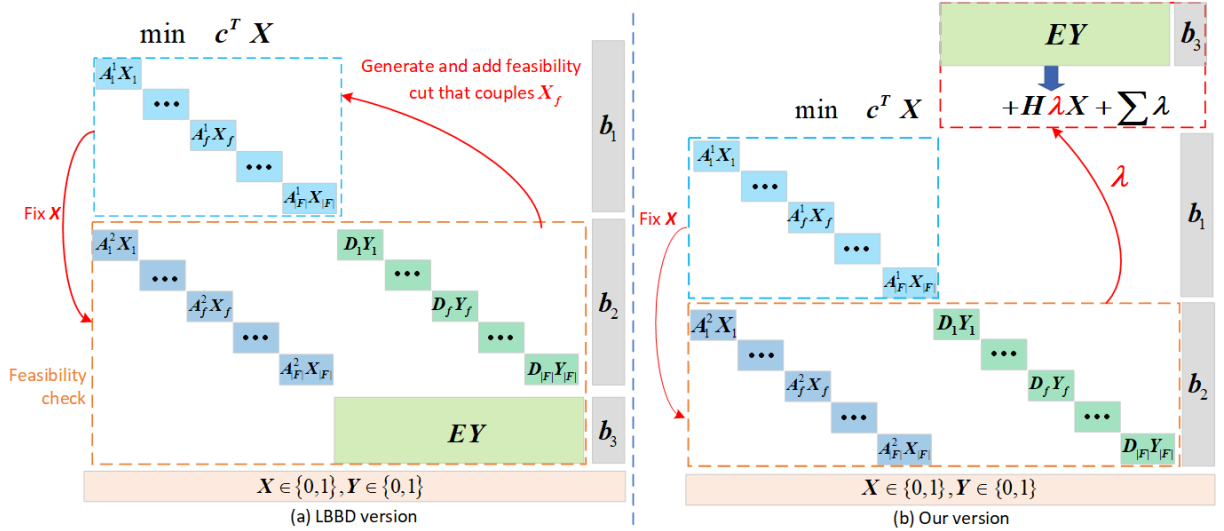 min c^T X
A_1^1 X_1
•••
A_f^1 X_f
•••
A_{|F|}^1 X_{|F|}
b_1
Generate and add feasibility
cut that couples X_f
Fix X
A_1^2 X_1
•••
A_f^2 X_f
•••
A_{|F|}^2 X_{|F|}
D_1 Y_1
•••
D_f Y_f
•••
D_{|F|} Y_{|F|}
b_2
Feasibility
check
EY
b_3
X ∈ {0,1}, Y ∈ {0,1}
(a) LBBD version
EY
b_3
+HλX + ∑λ
min c^T X
A_1^1 X_1
•••
A_f^1 X_f
•••
A_{|F|}^1 X_{|F|}
b_1
λ
Fix X
A_1^2 X_1
•••
A_f^2 X_f
•••
A_{|F|}^2 X_{|F|}
D_1 Y_1
•••
D_f Y_f
•••
D_{|F|} Y_{|F|}
b_2
X ∈ {0,1}, Y ∈ {0,1}
(b) Our version